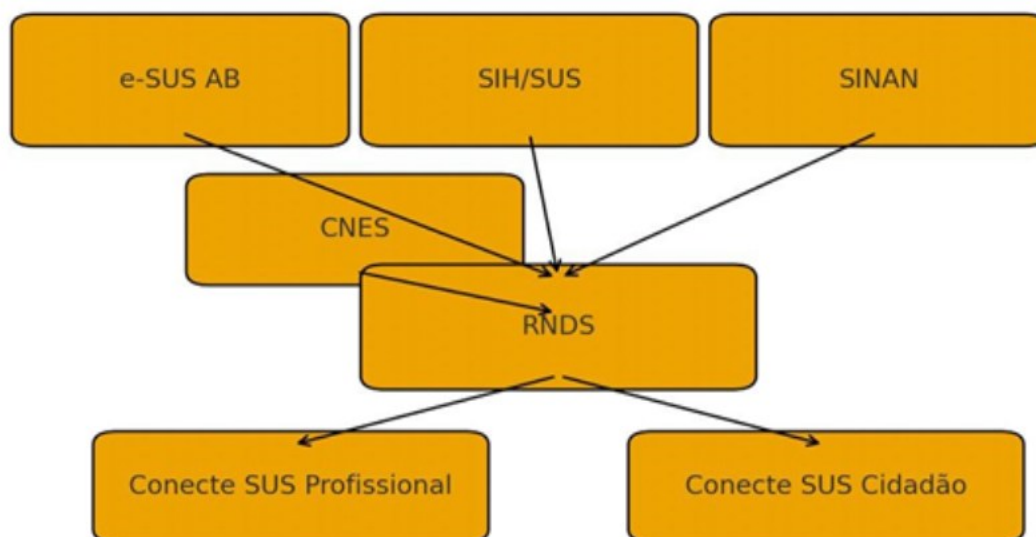 e-SUS AB
SIH/SUS
SINAN
CNES
RNDS
Conecte SUS Profissional
Conecte SUS Cidadão